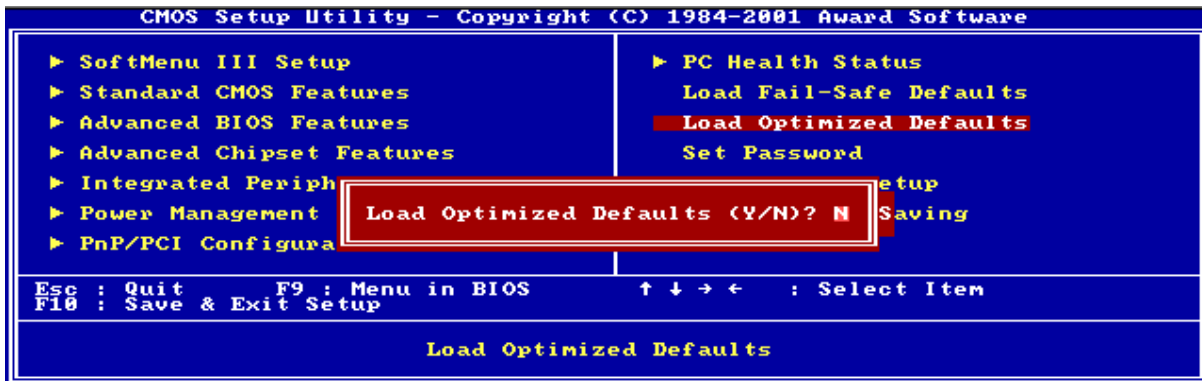 CMOS Setup Utility - Copyright (C) 1984-2001 Award Software
► SoftMenu III Setup
► Standard CMOS Features
► Advanced BIOS Features
► Advanced Chipset Features
► Integrated Periph
► Power Management
► PnP/PCI Configura
► PC Health Status
Load Fail-Safe Defaults
Load Optimized Defaults
Set Password
etup
Saving
Load Optimized Defaults (Y/N)? N
Esc : Quit F9 : Menu in BIOS ↑ ↓ → ← : Select Item
F10 : Save & Exit Setup
Load Optimized Defaults